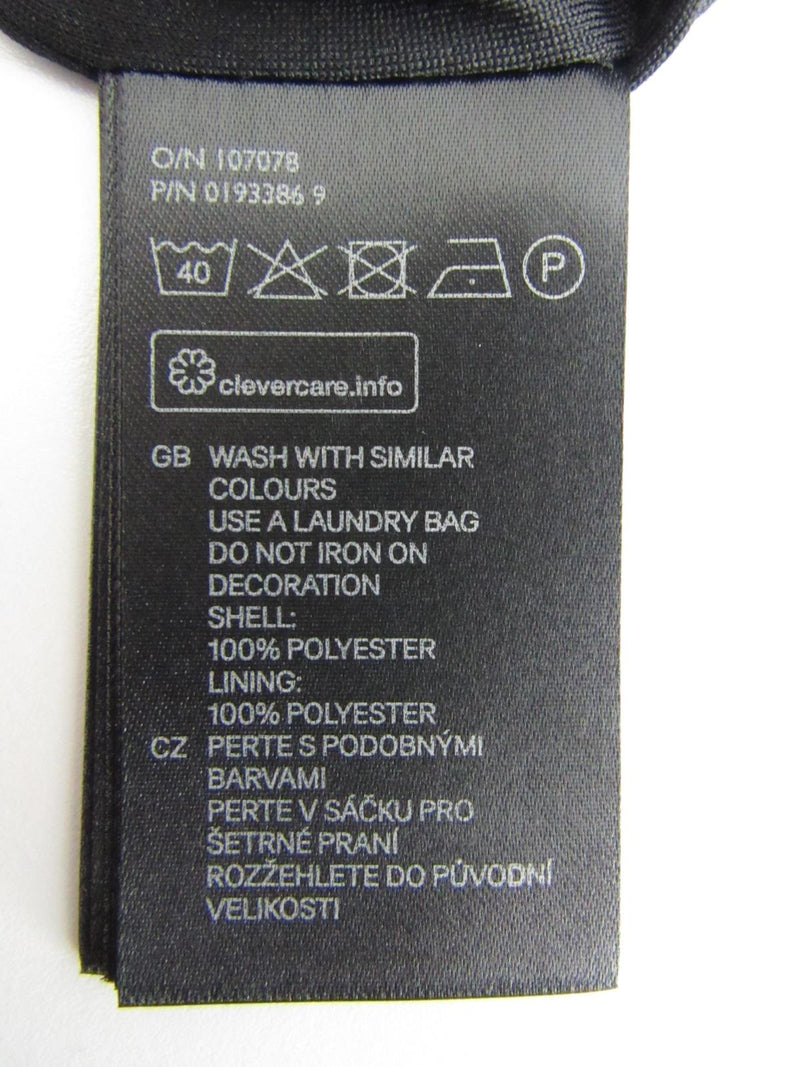 O/N 107078
P/N 0193386 9
40 P
clevercare.info
GB WASH WITH SIMILAR
COLOURS
USE A LAUNDRY BAG
DO NOT IRON ON
DECORATION
SHELL:
100% POLYESTER
LINING:
100% POLYESTER
CZ PERTE S PODOBNÝMI
BARVAMI
PERTE V SÁČKU PRO
ŠETRNÉ PRANÍ
ROZŽEHLETE DO PŮVODNÍ
VELIKOSTI